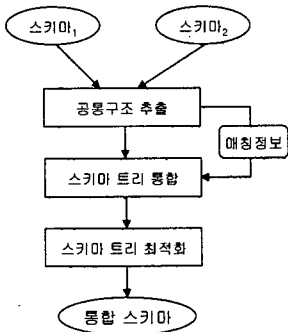 스키마1
스키마2
공통구조 추출
매칭정보
스키마 트리 통합
스키마 트리 최적화
통합 스키마